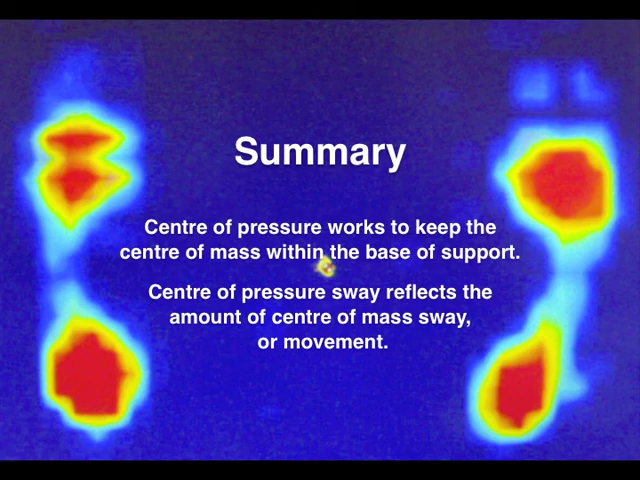 Summary
Centre of pressure works to keep the
centre of mass within the base of support.
Centre of pressure sway reflects the
amount of centre of mass sway,
or movement.